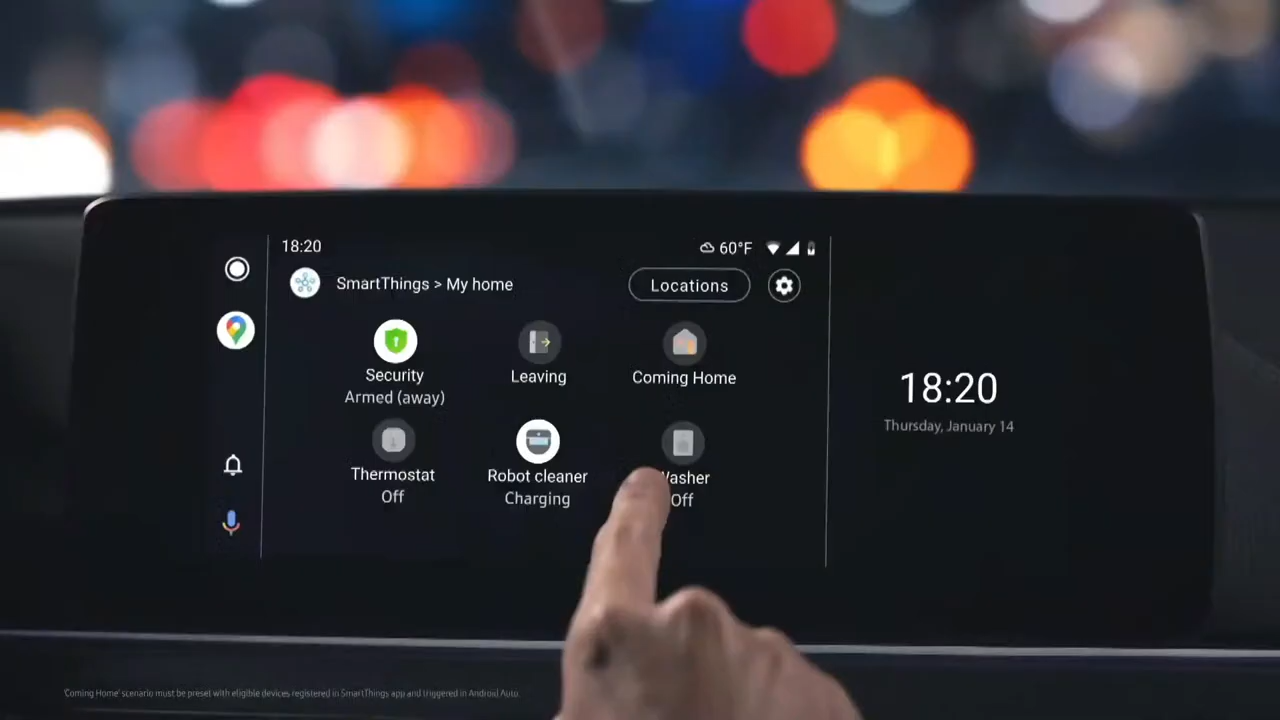 18:20
60°F
SmartThings > My home
Locations
Security
Armed (away)
Leaving
Coming Home
Thermostat
Off
Robot cleaner
Charging
Washer
Off
18:20
Thursday, January 14
'Coming Home' scenario must be preset with eligible devices registered in SmartThings app and triggered in Android Auto.